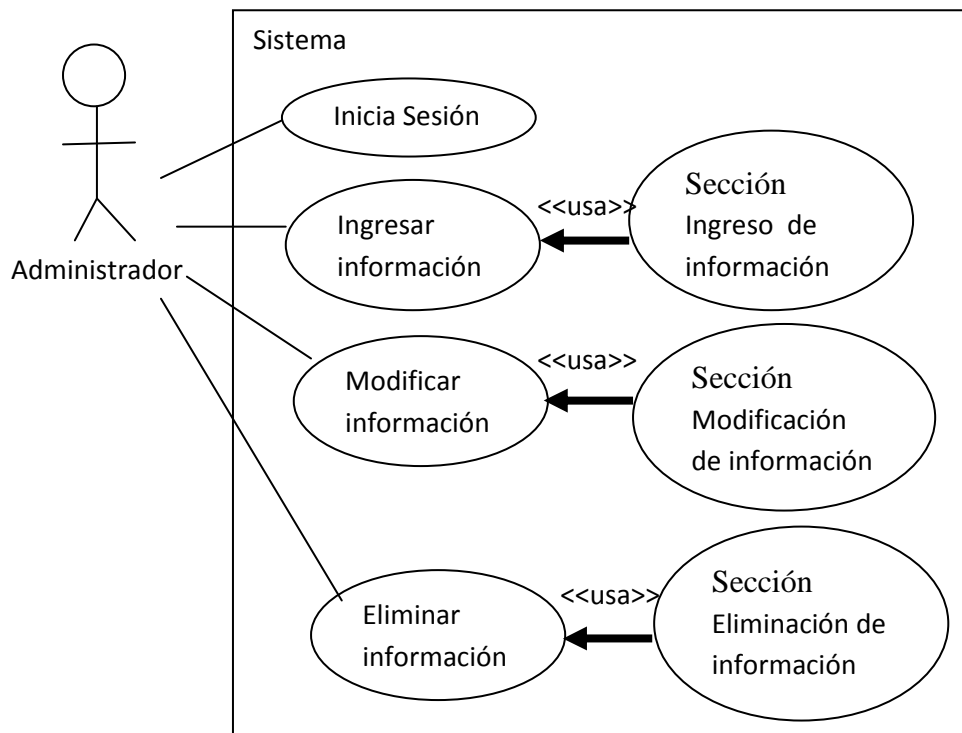 Sistema
Inicia Sesión
Administrador
Ingresar
información
<<usa>>
Sección
Ingreso de
información
Modificar
información
<<usa>>
Sección
Modificación
de información
Eliminar
información
<<usa>>
Sección
Eliminación de
información